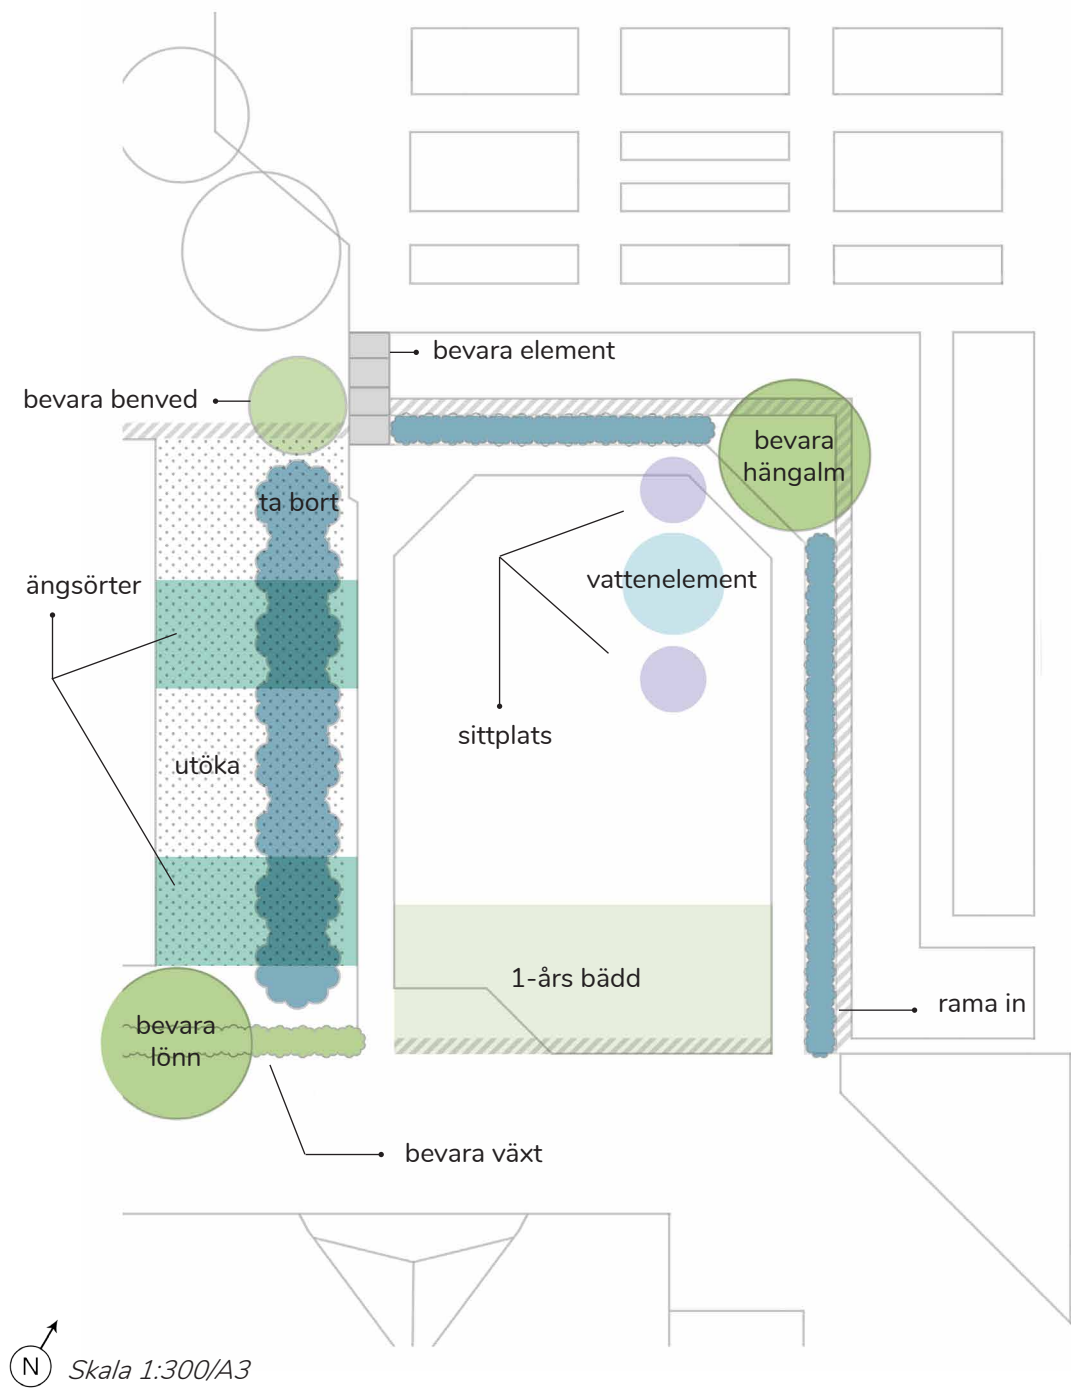 bevara element
bevara benved
bevara
hängalm
ta bort
ängsörter
vattenelement
sittplats
utöka
1-års bädd
rama in
bevara
lönn
bevara växt
N
Skala 1:300/A3